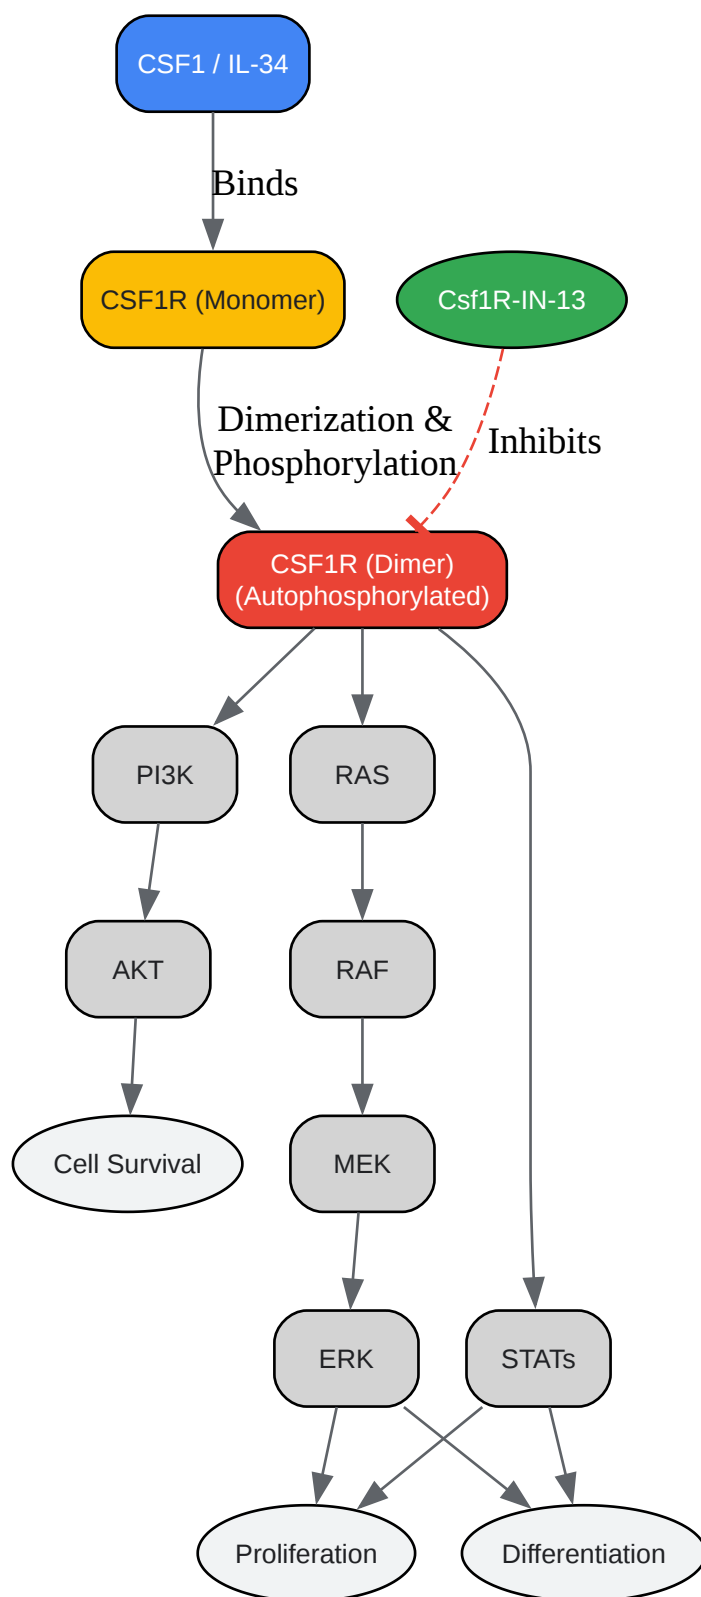 CSF1 / IL-34
Binds
CSF1R (Monomer)
Csf1R-IN-13
Dimerization &
Phosphorylation
Inhibits
CSF1R (Dimer)
(Autophosphorylated)
PI3K
RAS
AKT
RAF
Cell Survival
MEK
ERK
STATs
Proliferation
Differentiation